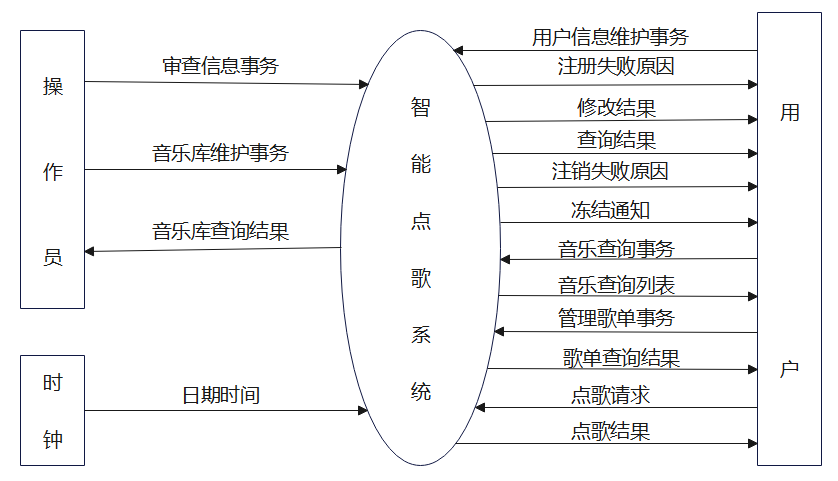 操作员
审查信息事务
音乐库维护事务
音乐库查询结果
时钟
日期时间
智能点歌系统
用户信息维护事务
注册失败原因
修改结果
查询结果
注销失败原因
冻结通知
音乐查询事务
音乐查询列表
管理歌单事务
歌单查询结果
点歌请求
点歌结果
用户